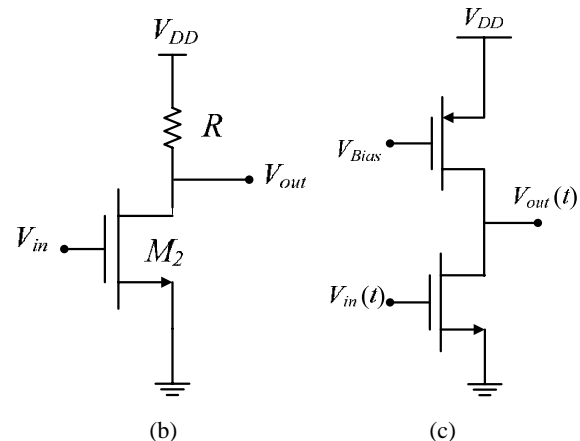 V_DD
R
V_out
V_in
M_2
(b)
V_DD
V_Bias
V_out(t)
V_in(t)
(c)